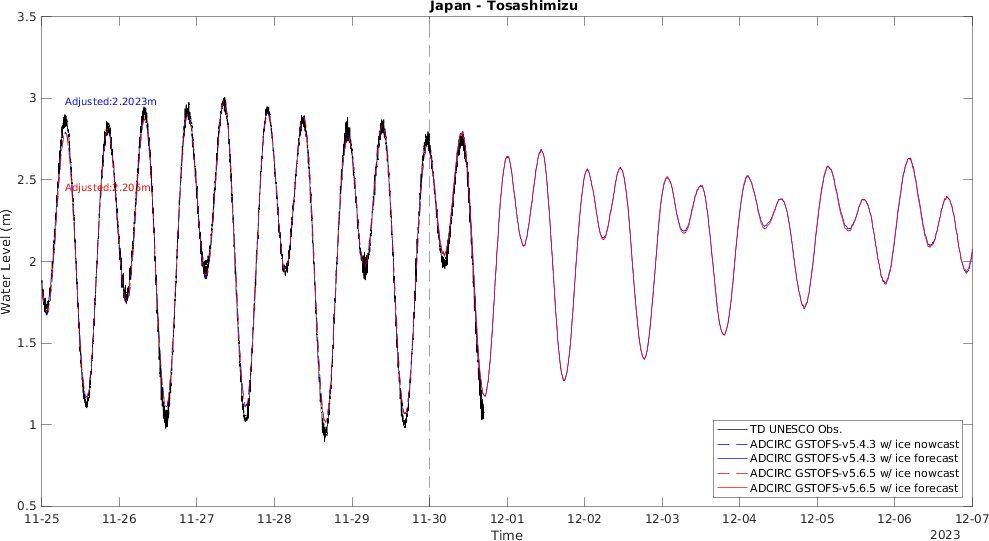 Japan - Tosashimizu
3.5
3
2.5
2
1.5
1
0.5
Water Level (m)
Adjusted:2.2023m
Adjusted:2.205m
TD UNESCO Obs.
ADCIRC GSTOFS-v5.4.3 w/ ice nowcast
ADCIRC GSTOFS-v5.4.3 w/ ice forecast
ADCIRC GSTOFS-v5.6.5 w/ ice nowcast
ADCIRC GSTOFS-v5.6.5 w/ ice forecast
11-25 11-26 11-27 11-28 11-29 11-30 12-01 12-02 12-03 12-04 12-05 12-06 12-07
Time
2023